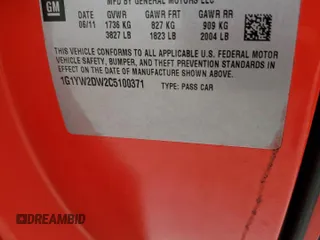 MFD BY GENERAL MOTORS LLC
GM
DATE GVWR GAWR FRT GAWR RR
06/11 1736 KG 827 KG 909 KG
3827 LB 1823 LB 2004 LB
THIS VEHICLE CONFORMS TO ALL APPLICABLE U.S. FEDERAL MOTOR
VEHICLE SAFETY, BUMPER, AND THEFT PREVENTION STANDARDS IN
EFFECT ON THE DATE OF MANUFACTURE SHOWN ABOVE.
1G1YW2DW2C5100371 TYPE: PASS CAR
DREAMBID